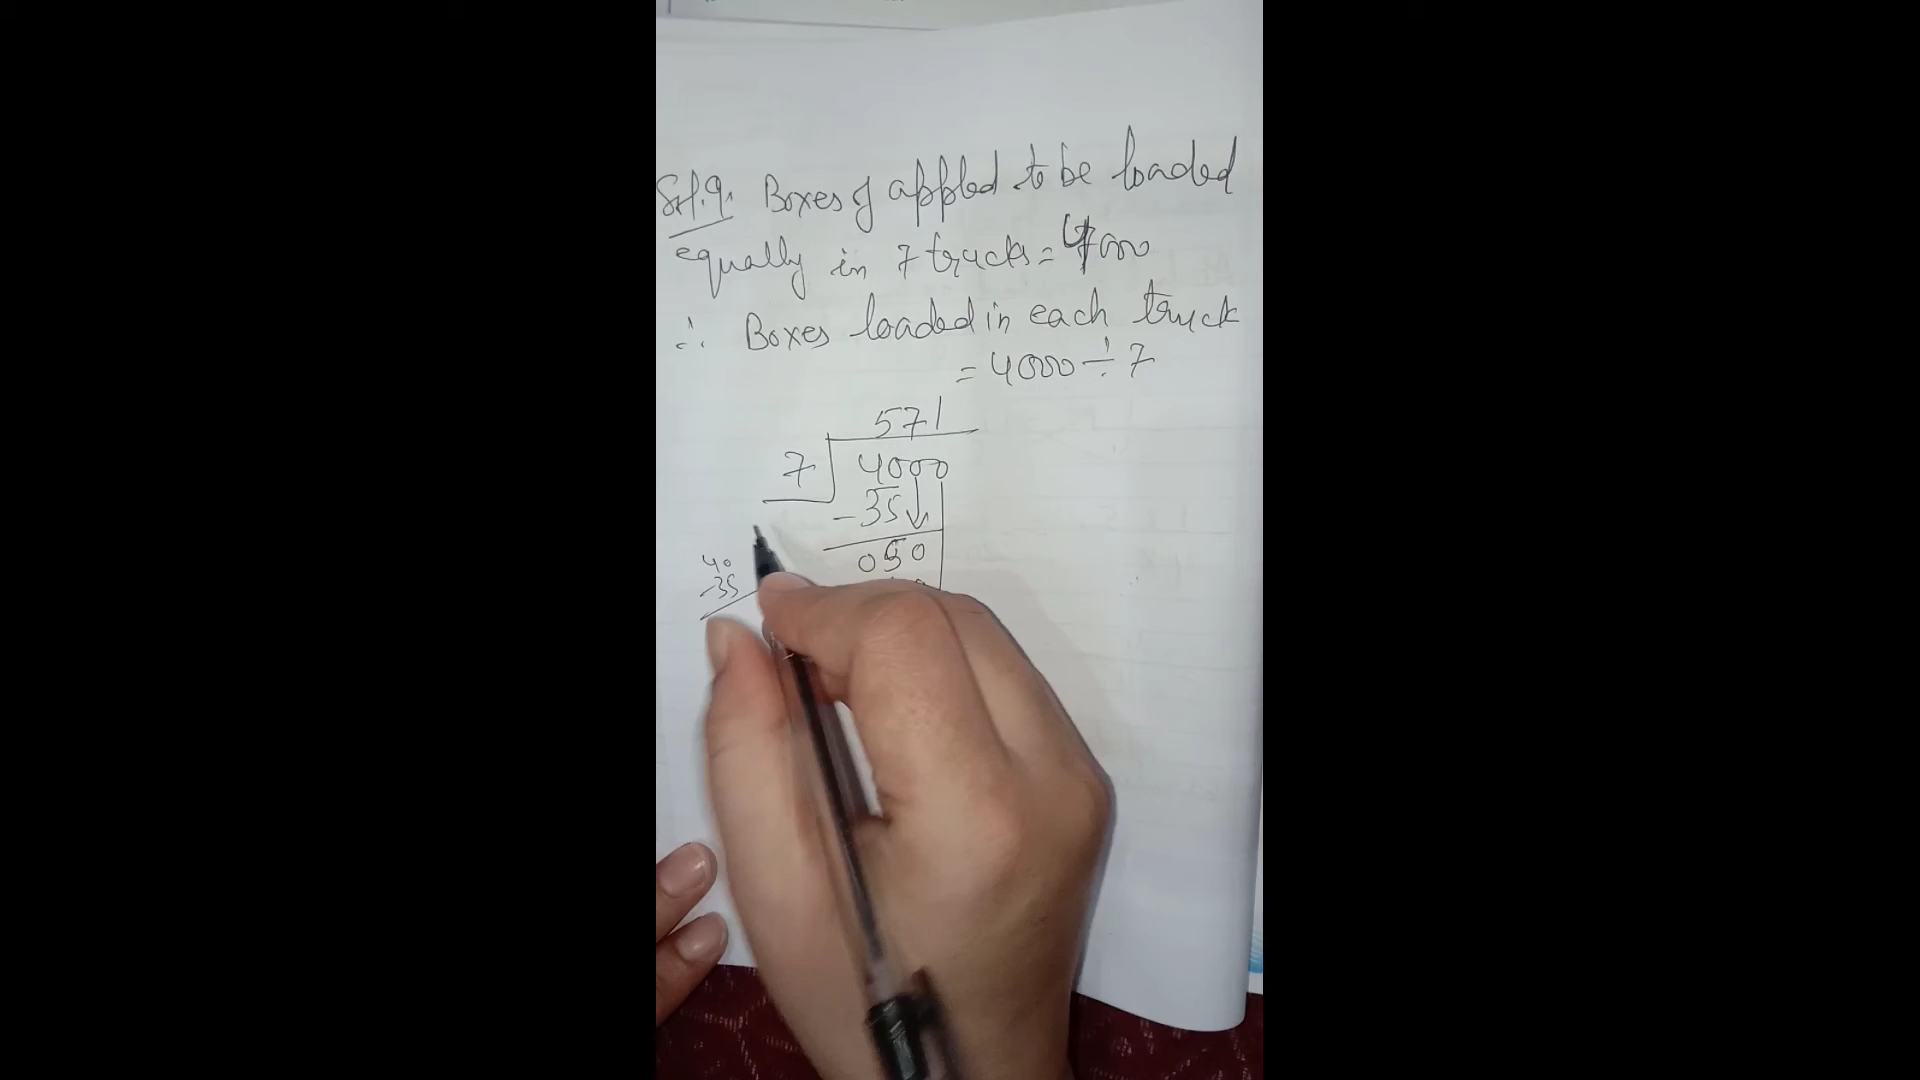 Sol.9. Boxes of appled to be loaded
equally in 7 trucks = 4000
∴ Boxes loaded in each truck
= 4000 ÷ 7
571
7 4000
-35
050
40
-35